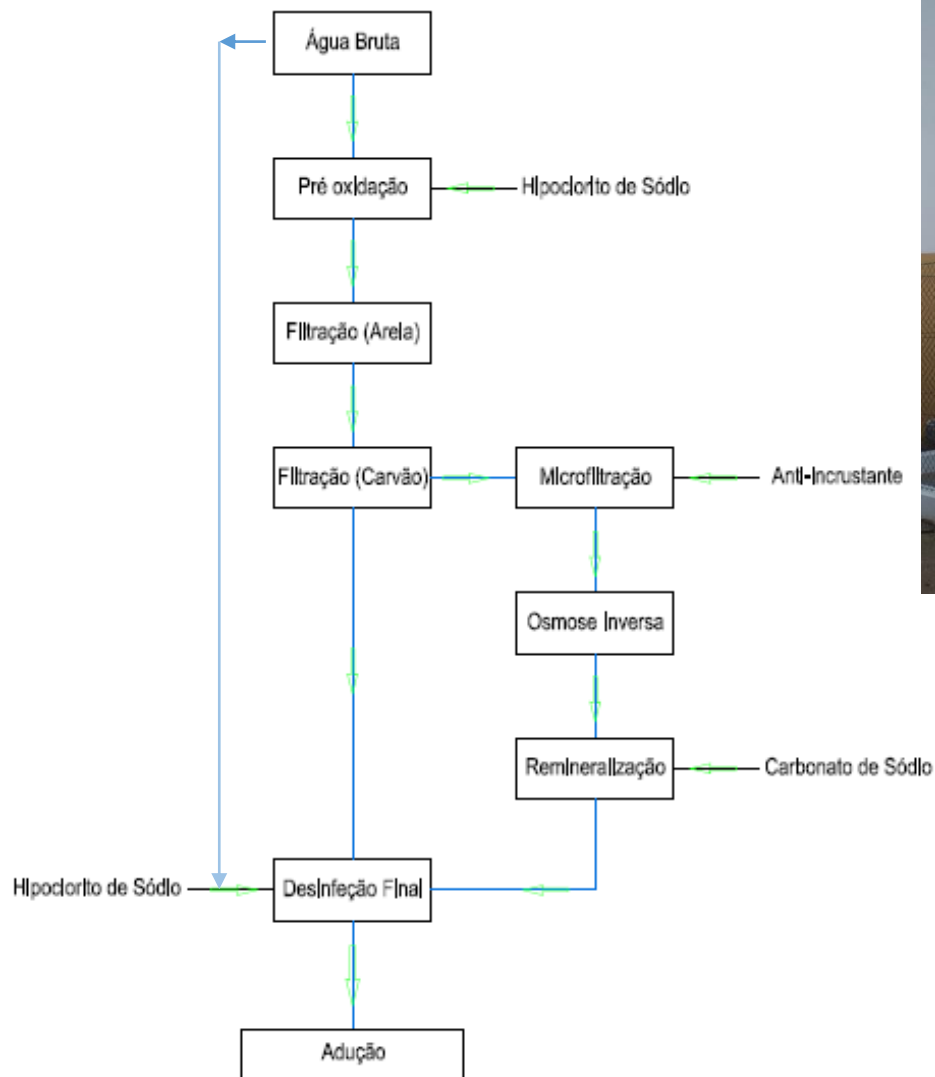 Água Bruta
Pré oxidação
Hipoclorito de Sódio
Filtração (Areia)
Filtração (Carvão)
Microfiltração
Anti-Incrustante
Osmose Inversa
Remineralização
Carbonato de Sódio
Hipoclorito de Sódio
Desinfeção Final
Adução